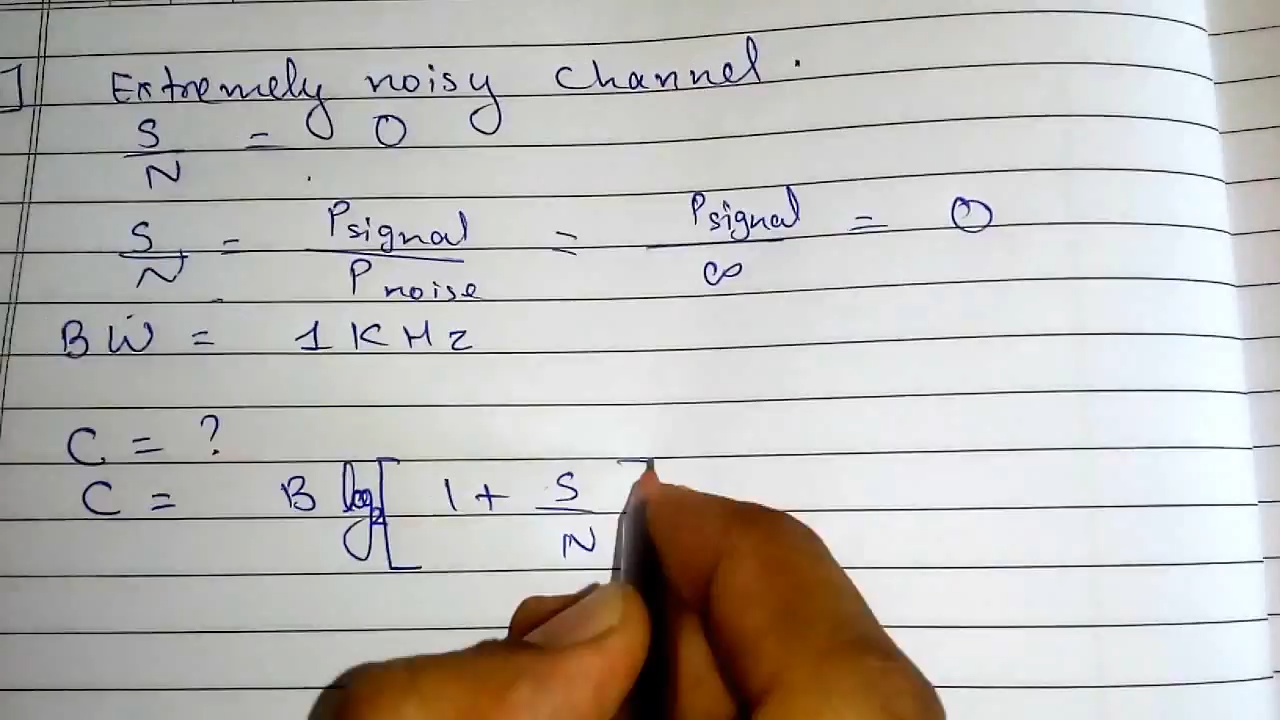 ] Extremely noisy channel.
S/N = 0
S/N = Psignal/Pnoise = Psignal/∞ = 0
BW = 1 KHz
C = ?
C = B log2[ 1 + S/N